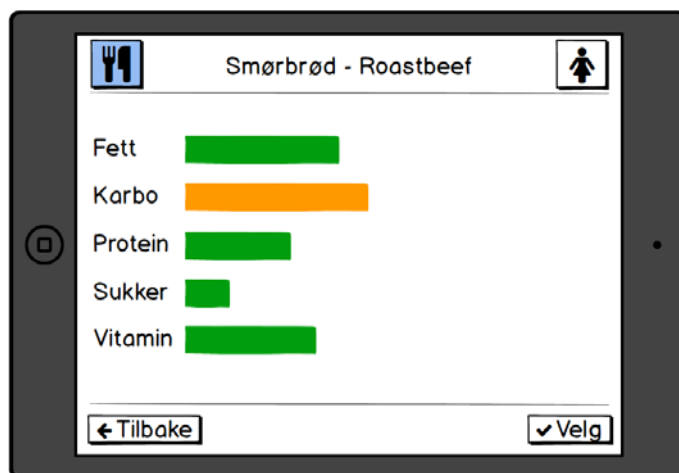 Smørbrød - Roastbeef
Fett
Karbo
Protein
Sukker
Vitamin
Tilbake
Velg